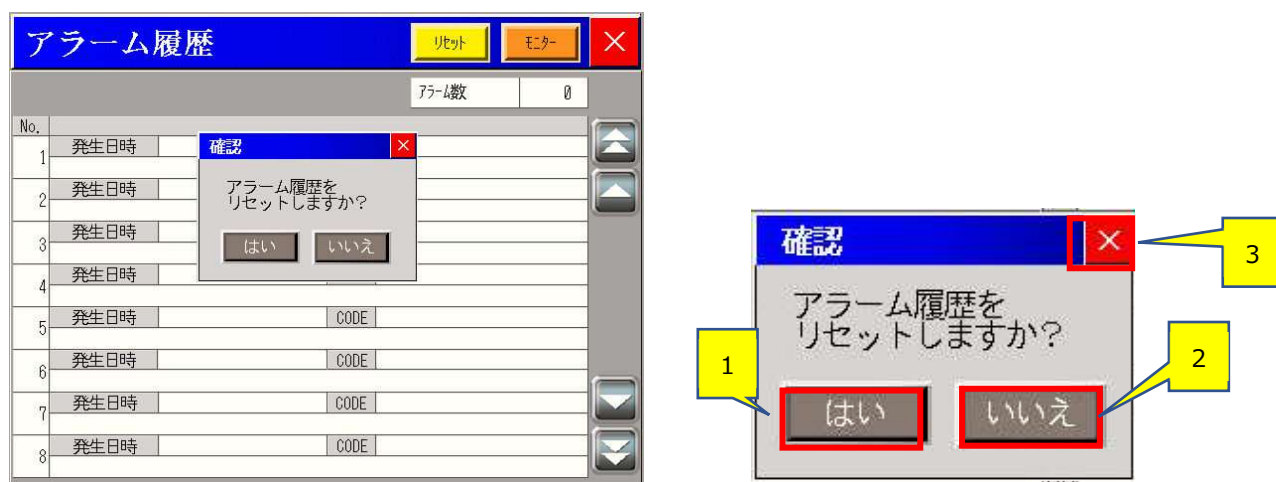 アラーム履歴
リセット
モニター
×
アラーム数 0
No.
1 発生日時
2 発生日時
3 発生日時
4 発生日時
5 発生日時 CODE
6 発生日時 CODE
7 発生日時 CODE
8 発生日時 CODE
確認 ×
アラーム履歴を
リセットしますか?
はい いいえ
確認 ×
アラーム履歴を
リセットしますか?
はい いいえ
1
2
3